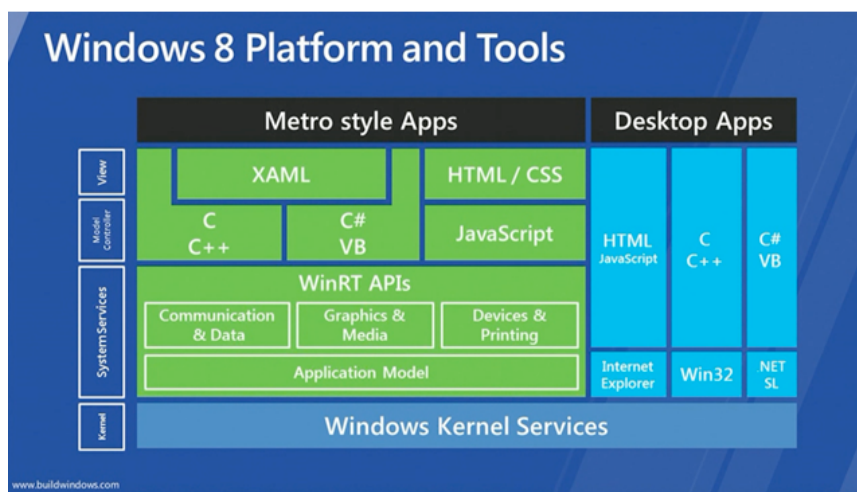 Windows 8 Platform and Tools
Metro style Apps
Desktop Apps
View
XAML
HTML / CSS
Model
Controller
C
C++
C#
VB
JavaScript
HTML
JavaScript
C
C++
C#
VB
System Services
WinRT APIs
Communication
& Data
Graphics &
Media
Devices &
Printing
Application Model
Internet
Explorer
Win32
.NET
SL
Kernel
Windows Kernel Services
www.buildwindows.com